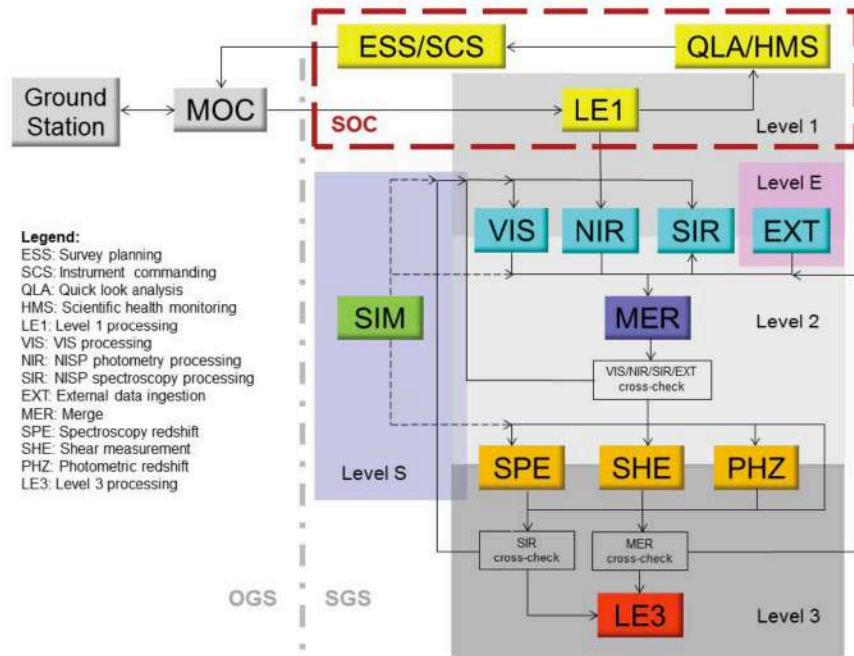 ESS/SCS
QLA/HMS
Ground
Station
MOC
SOC
LE1
Level 1
Level E
VIS
NIR
SIR
EXT
Legend:
ESS: Survey planning
SCS: Instrument commanding
QLA: Quick look analysis
HMS: Scientific health monitoring
LE1: Level 1 processing
VIS: VIS processing
NIR: NISP photometry processing
SIR: NISP spectroscopy processing
EXT: External data ingestion
MER: Merge
SPE: Spectroscopy redshift
SHE: Shear measurement
PHZ: Photometric redshift
LE3: Level 3 processing
SIM
MER
Level 2
VIS/NIR/SIR/EXT
cross-check
Level S
SPE
SHE
PHZ
SIR
cross-check
MER
cross-check
OGS
SGS
LE3
Level 3